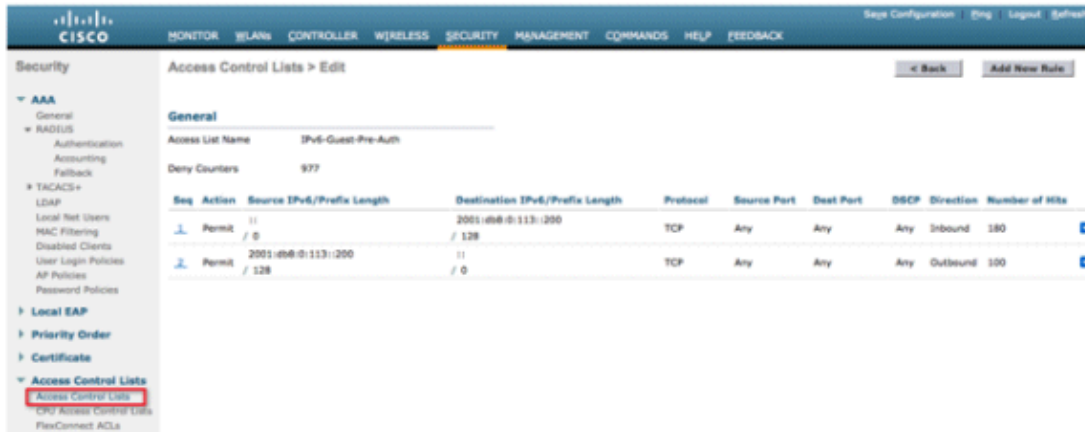 Save Configuration | Ping | Logout | Refresh
CISCO
MONITOR WLANs CONTROLLER WIRELESS SECURITY MANAGEMENT COMMANDS HELP FEEDBACK
Security
Access Control Lists > Edit
< Back
Add New Rule
AAA
General
RADIUS
Authentication
Accounting
Fallback
TACACS+
LDAP
Local Net Users
MAC Filtering
Disabled Clients
User Login Policies
AP Policies
Password Policies
Local EAP
Priority Order
Certificate
Access Control Lists
Access Control Lists
CPU Access Control Lists
FlexConnect ACLs
General
Access List Name IPv6-Guest-Pre-Auth
Deny Counters 977
Seq Action Source IPv6/Prefix Length Destination IPv6/Prefix Length Protocol Source Port Dest Port DSCP Direction Number of Hits
1 Permit :: / 0 2001:db8:0:113::200 / 128 TCP Any Any Any Inbound 180
2 Permit 2001:db8:0:113::200 / 128 :: / 0 TCP Any Any Any Outbound 100